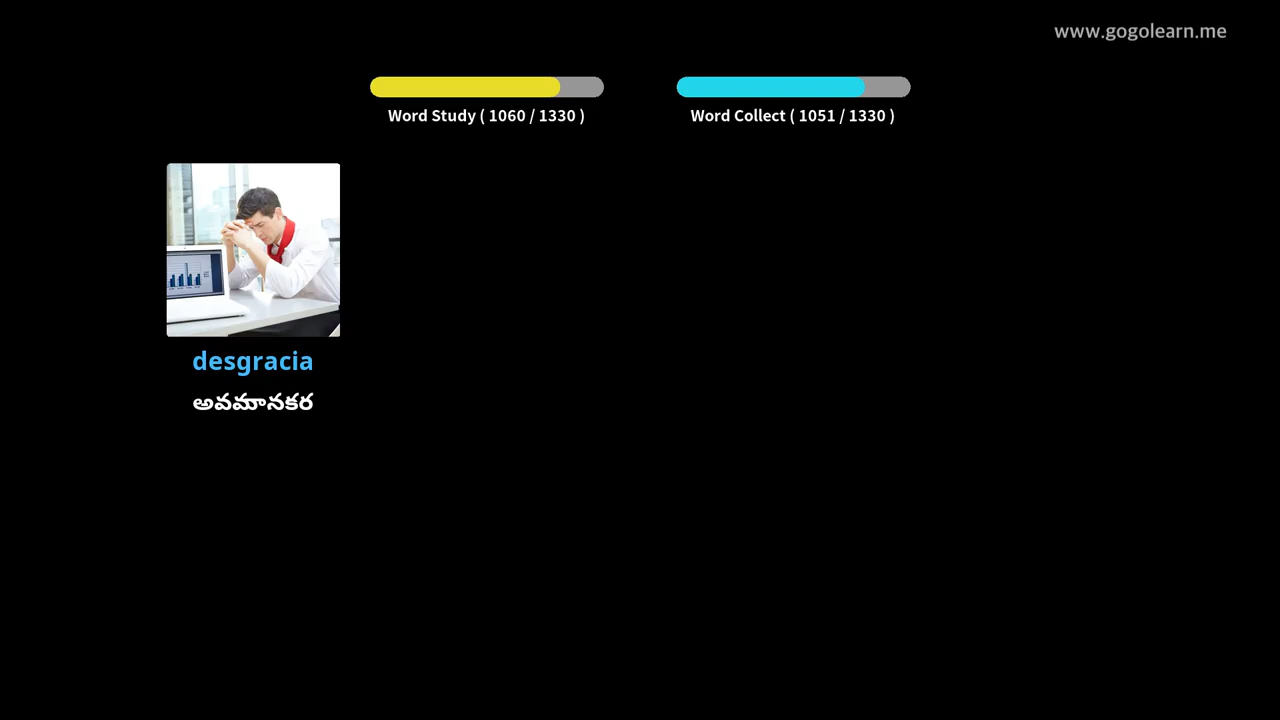 www.gogolearn.me
Word Study ( 1060 / 1330 )
Word Collect ( 1051 / 1330 )
desgracia
అవమానకర